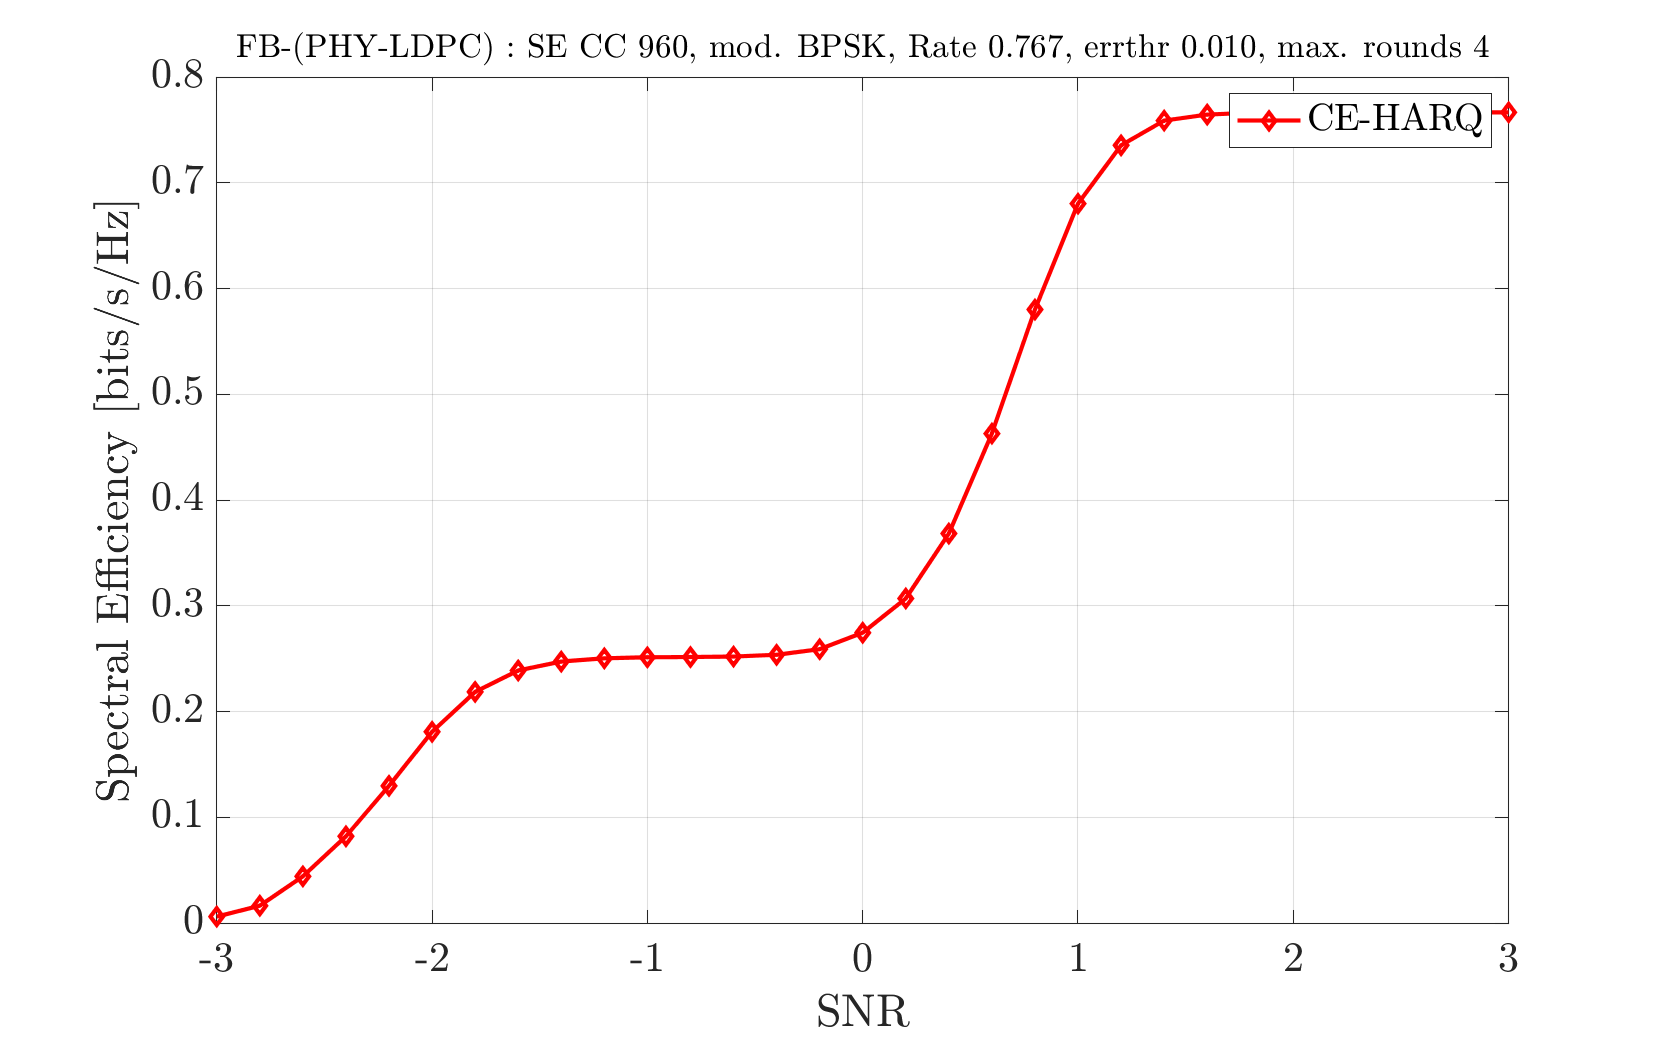 FB-(PHY-LDPC) : SE CC 960, mod. BPSK, Rate 0.767, errthr 0.010, max. rounds 4
CE-HARQ
Spectral Efficiency [bits/s/Hz]
0.8
0.7
0.6
0.5
0.4
0.3
0.2
0.1
0
-3 -2 -1 0 1 2 3
SNR